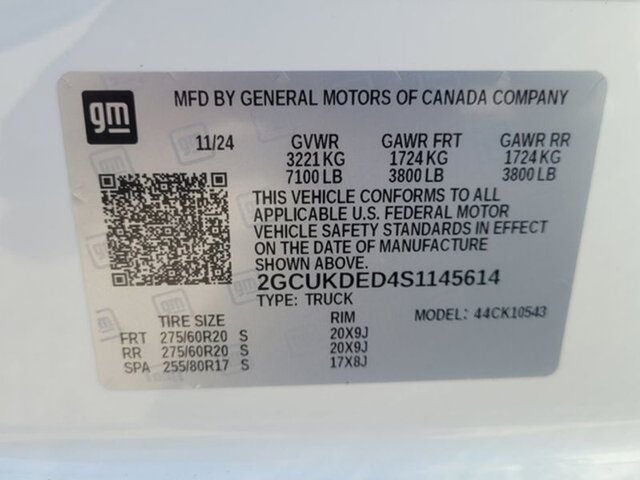 gm
MFD BY GENERAL MOTORS OF CANADA COMPANY
11/24 GVWR GAWR FRT GAWR RR
3221 KG 1724 KG 1724 KG
7100 LB 3800 LB 3800 LB
THIS VEHICLE CONFORMS TO ALL
APPLICABLE U.S. FEDERAL MOTOR
VEHICLE SAFETY STANDARDS IN EFFECT
ON THE DATE OF MANUFACTURE
SHOWN ABOVE.
2GCUKDED4S1145614
TYPE: TRUCK MODEL: 44CK10543
TIRE SIZE RIM
FRT 275/60R20 S 20X9J
RR 275/60R20 S 20X9J
SPA 255/80R17 S 17X8J